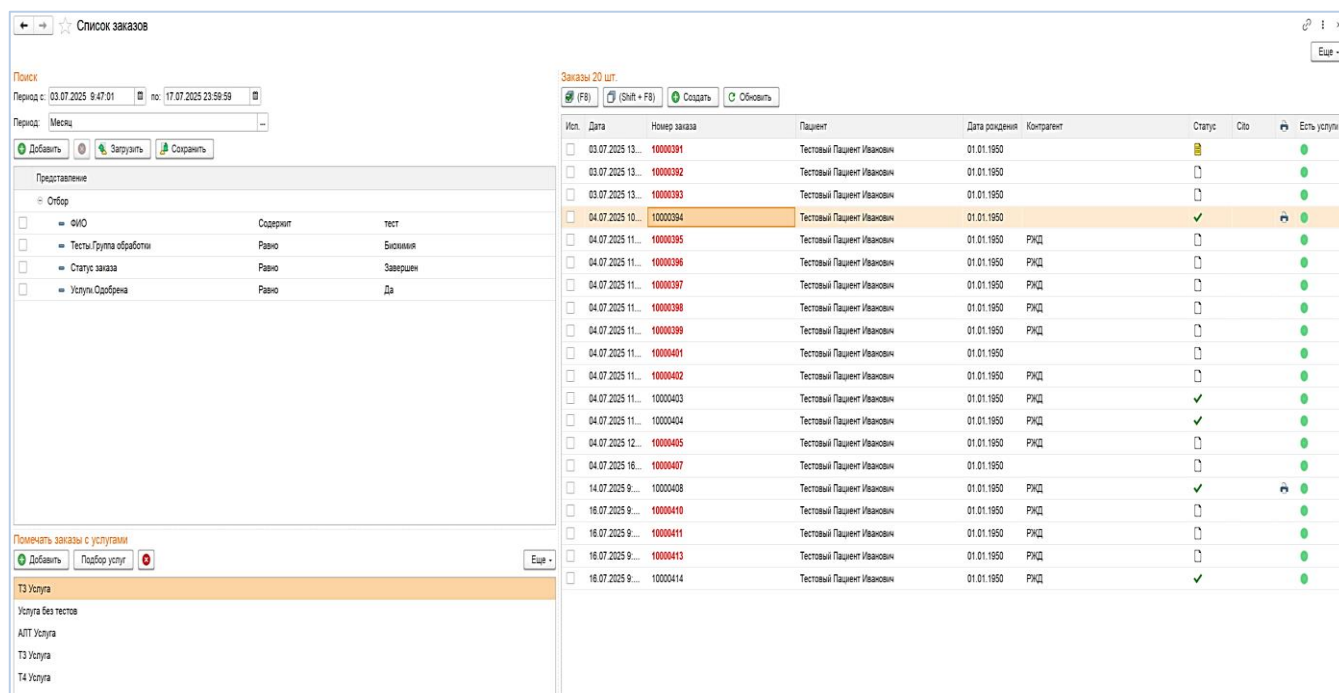 Список заказов
Еще
Поиск
Период с: 03.07.2025 9:47:01 по: 17.07.2025 23:59:59
Период: Месяц ...
Добавить Загрузить Сохранить
Представление
Отбор
ФИО Содержит тест
Тесты.Группа обработки Равно Биохимия
Статус заказа Равно Завершен
Услуги.Одобрена Равно Да
Помечать заказы с услугами
Добавить Подбор услуг Еще
Т3 Услуга
Услуга без тестов
АЛТ Услуга
Т3 Услуга
Т4 Услуга
Заказы 20 шт.
(F8) (Shift + F8) Создать Обновить
Исп. Дата Номер заказа Пациент Дата рождения Контрагент Статус Cito Есть услуги
03.07.2025 13... 10000391 Тестовый Пациент Иванович 01.01.1950
03.07.2025 13... 10000392 Тестовый Пациент Иванович 01.01.1950
03.07.2025 13... 10000393 Тестовый Пациент Иванович 01.01.1950
04.07.2025 10... 10000394 Тестовый Пациент Иванович 01.01.1950
04.07.2025 11... 10000395 Тестовый Пациент Иванович 01.01.1950 РЖД
04.07.2025 11... 10000396 Тестовый Пациент Иванович 01.01.1950 РЖД
04.07.2025 11... 10000397 Тестовый Пациент Иванович 01.01.1950 РЖД
04.07.2025 11... 10000398 Тестовый Пациент Иванович 01.01.1950 РЖД
04.07.2025 11... 10000399 Тестовый Пациент Иванович 01.01.1950 РЖД
04.07.2025 11... 10000401 Тестовый Пациент Иванович 01.01.1950
04.07.2025 11... 10000402 Тестовый Пациент Иванович 01.01.1950 РЖД
04.07.2025 11... 10000403 Тестовый Пациент Иванович 01.01.1950 РЖД
04.07.2025 11... 10000404 Тестовый Пациент Иванович 01.01.1950 РЖД
04.07.2025 12... 10000405 Тестовый Пациент Иванович 01.01.1950 РЖД
04.07.2025 16... 10000407 Тестовый Пациент Иванович 01.01.1950
14.07.2025 9:... 10000408 Тестовый Пациент Иванович 01.01.1950 РЖД
16.07.2025 9:... 10000410 Тестовый Пациент Иванович 01.01.1950 РЖД
16.07.2025 9:... 10000411 Тестовый Пациент Иванович 01.01.1950 РЖД
16.07.2025 9:... 10000413 Тестовый Пациент Иванович 01.01.1950 РЖД
16.07.2025 9:... 10000414 Тестовый Пациент Иванович 01.01.1950 РЖД